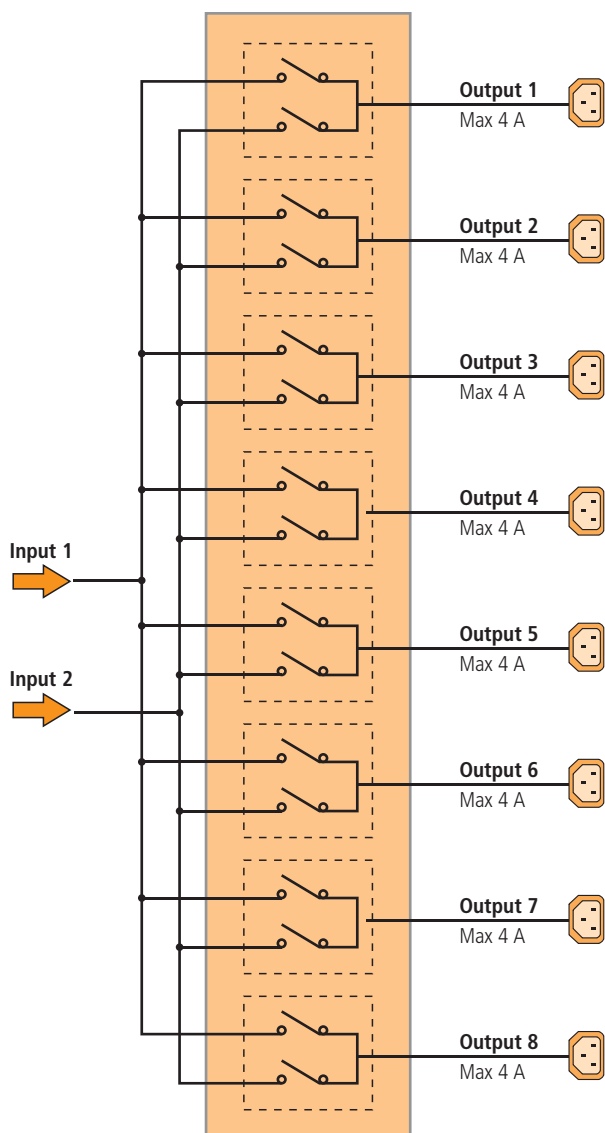 Output 1
Max 4 A
Output 2
Max 4 A
Output 3
Max 4 A
Output 4
Max 4 A
Input 1
Output 5
Max 4 A
Input 2
Output 6
Max 4 A
Output 7
Max 4 A
Output 8
Max 4 A